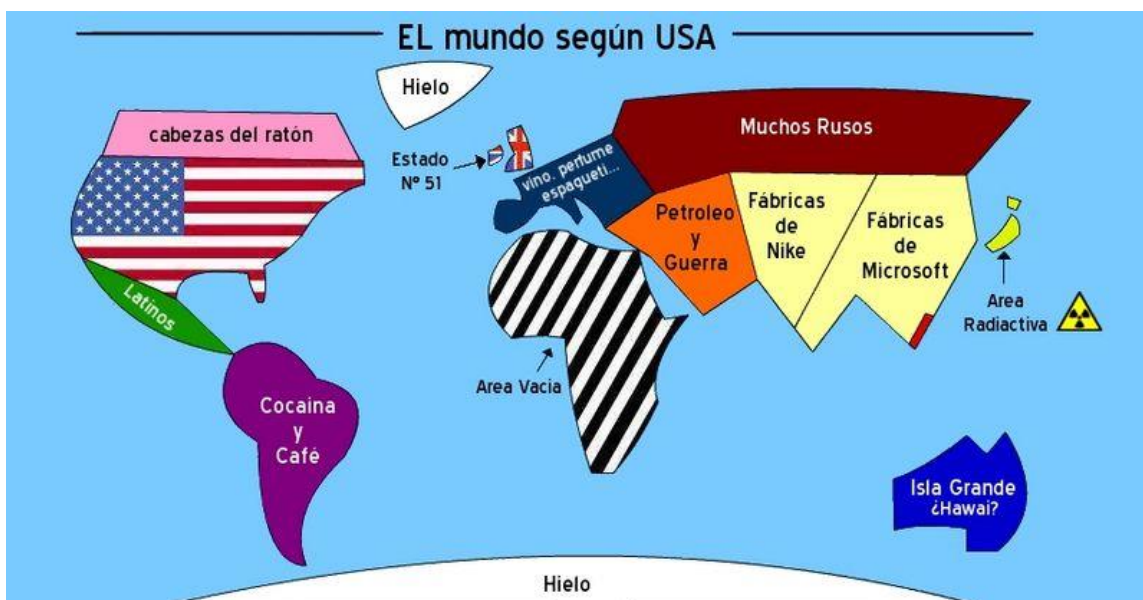 EL mundo según USA
Hielo
cabezas del ratón
Estado
Nº 51
vino, perfume
espagueti...
Muchos Rusos
Petroleo
y
Guerra
Fábricas
de
Nike
Fábricas
de
Microsoft
Area
Radiactiva
Latinos
Area Vacia
Cocaina
y
Café
Isla Grande
¿Hawai?
Hielo